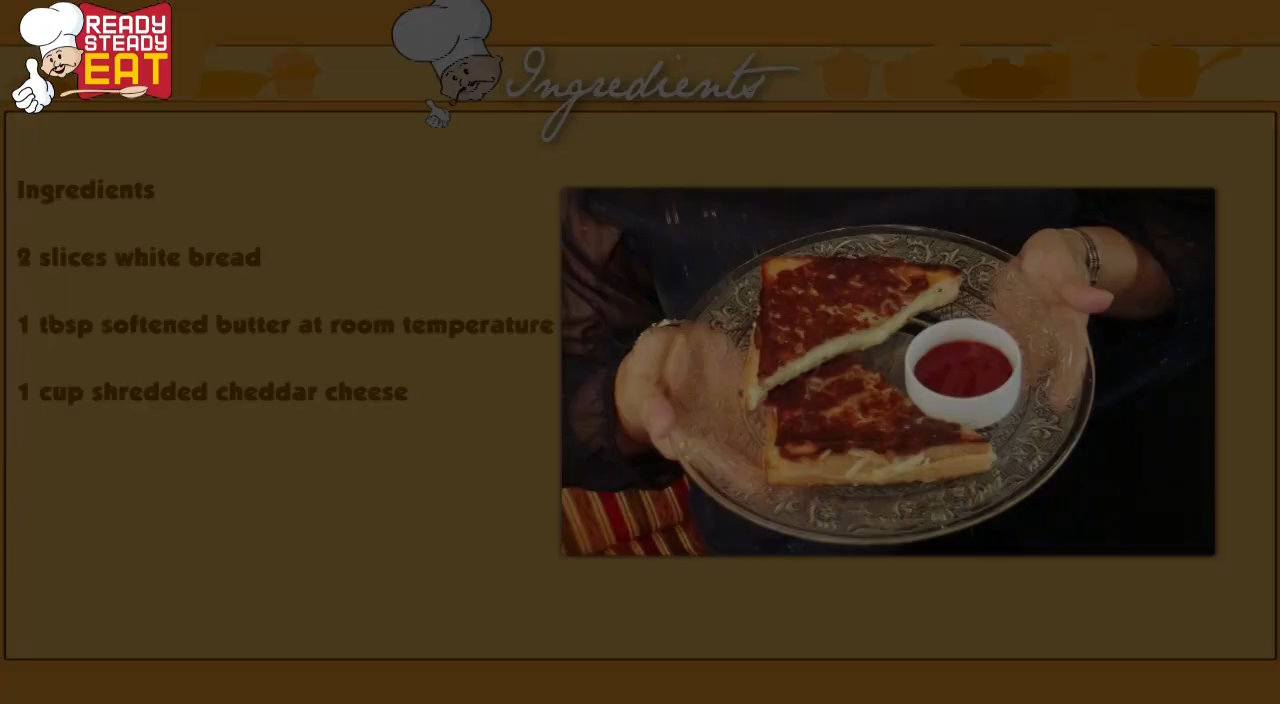 READY
STEADY
EAT
Ingredients
Ingredients
2 slices white bread
1 tbsp softened butter at room temperature
1 cup shredded cheddar cheese